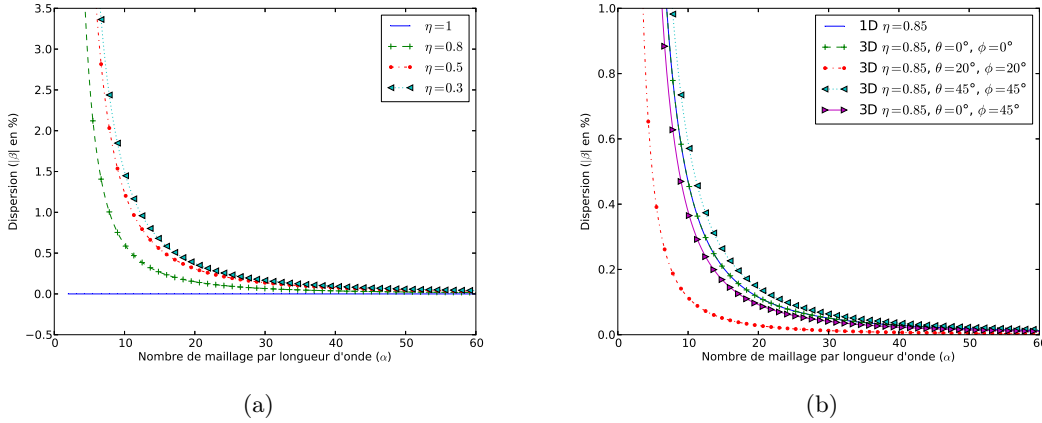 3.5
3.0
2.5
2.0
1.5
1.0
0.5
0.0
−0.5
Dispersion (|β| en %)
10 20 30 40 50 60
Nombre de maillage par longueur d'onde (α)
η=1
η=0.8
η=0.5
η=0.3
(a)
1.0
0.8
0.6
0.4
0.2
0.0
Dispersion (|β| en %)
10 20 30 40 50 60
Nombre de maillage par longueur d'onde (α)
1D η=0.85
3D η=0.85, θ=0°, φ=0°
3D η=0.85, θ=20°, φ=20°
3D η=0.85, θ=45°, φ=45°
3D η=0.85, θ=0°, φ=45°
(b)